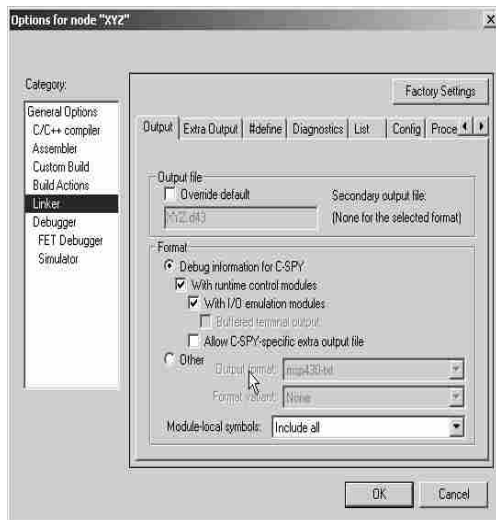 Options for node "XYZ"
Category:
General Options
C/C++ compiler
Assembler
Custom Build
Build Actions
Linker
Debugger
FET Debugger
Simulator
Factory Settings
Output
Extra Output
#define
Diagnostics
List
Config
Proce
Output file
Override default
XYZ.d43
Secondary output file:
(None for the selected format)
Format
Debug information for C-SPY
With runtime control modules
With I/O emulation modules
Buffered terminal output
Allow C-SPY-specific extra output file
Other
Output format:
msp430-txt
Format variant:
None
Module-local symbols:
Include all
OK
Cancel